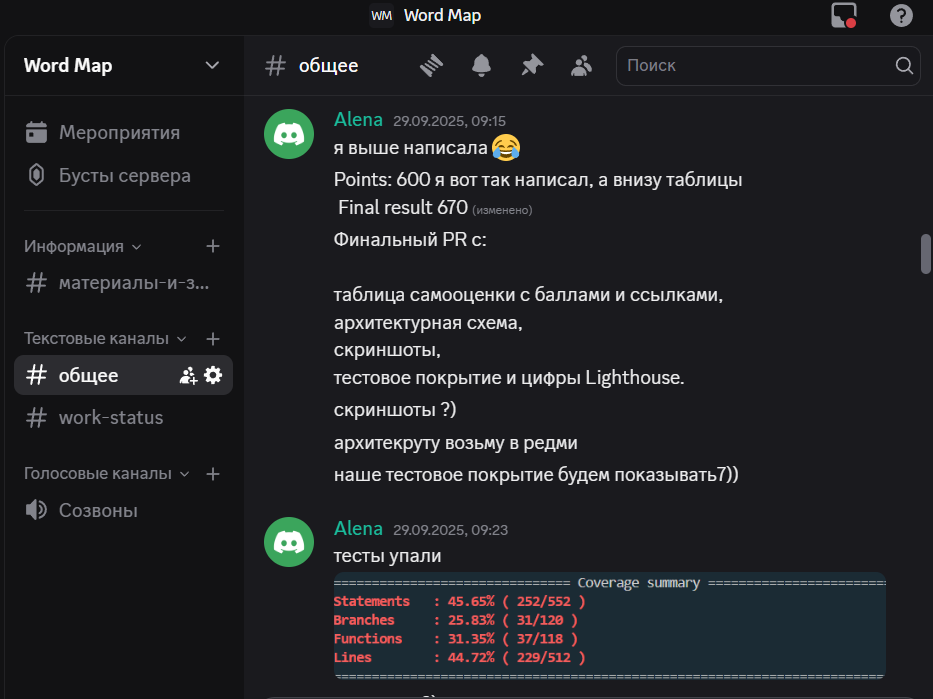 WM Word Map
Word Map
Мероприятия
Бусты сервера
Информация
# материалы-и-з...
Текстовые каналы
# общее
# work-status
Голосовые каналы
Созвоны
# общее
Поиск
Alena 29.09.2025, 09:15
я выше написала 😂
Points: 600 я вот так написал, а внизу таблицы
Final result 670 (изменено)
Финальный PR с:
таблица самооценки с баллами и ссылками,
архитектурная схема,
скриншоты,
тестовое покрытие и цифры Lighthouse.
скриншоты ?)
архитекруту возьму в редми
наше тестовое покрытие будем показывать7))
Alena 29.09.2025, 09:23
тесты упали
=============================== Coverage summary ========================
Statements : 45.65% ( 252/552 )
Branches : 25.83% ( 31/120 )
Functions : 31.35% ( 37/118 )
Lines : 44.72% ( 229/512 )
=========================================================================